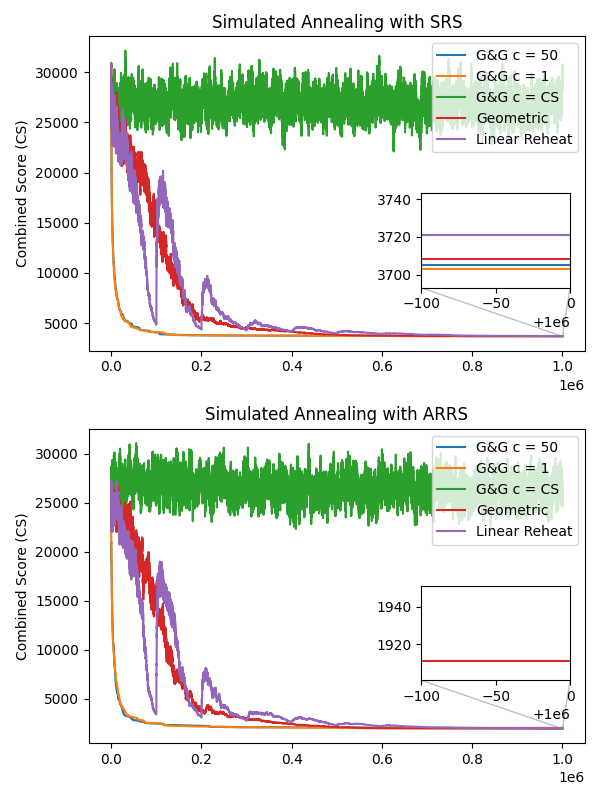 Simulated Annealing with SRS
Combined Score (CS)
30000
25000
20000
15000
10000
5000
G&G c = 50
G&G c = 1
G&G c = CS
Geometric
Linear Reheat
3740
3720
3700
−100
−50
0
+1e6
0.0
0.2
0.4
0.6
0.8
1.0
1e6
Simulated Annealing with ARRS
Combined Score (CS)
30000
25000
20000
15000
10000
5000
G&G c = 50
G&G c = 1
G&G c = CS
Geometric
Linear Reheat
1940
1920
−100
−50
0
+1e6
0.0
0.2
0.4
0.6
0.8
1.0
1e6